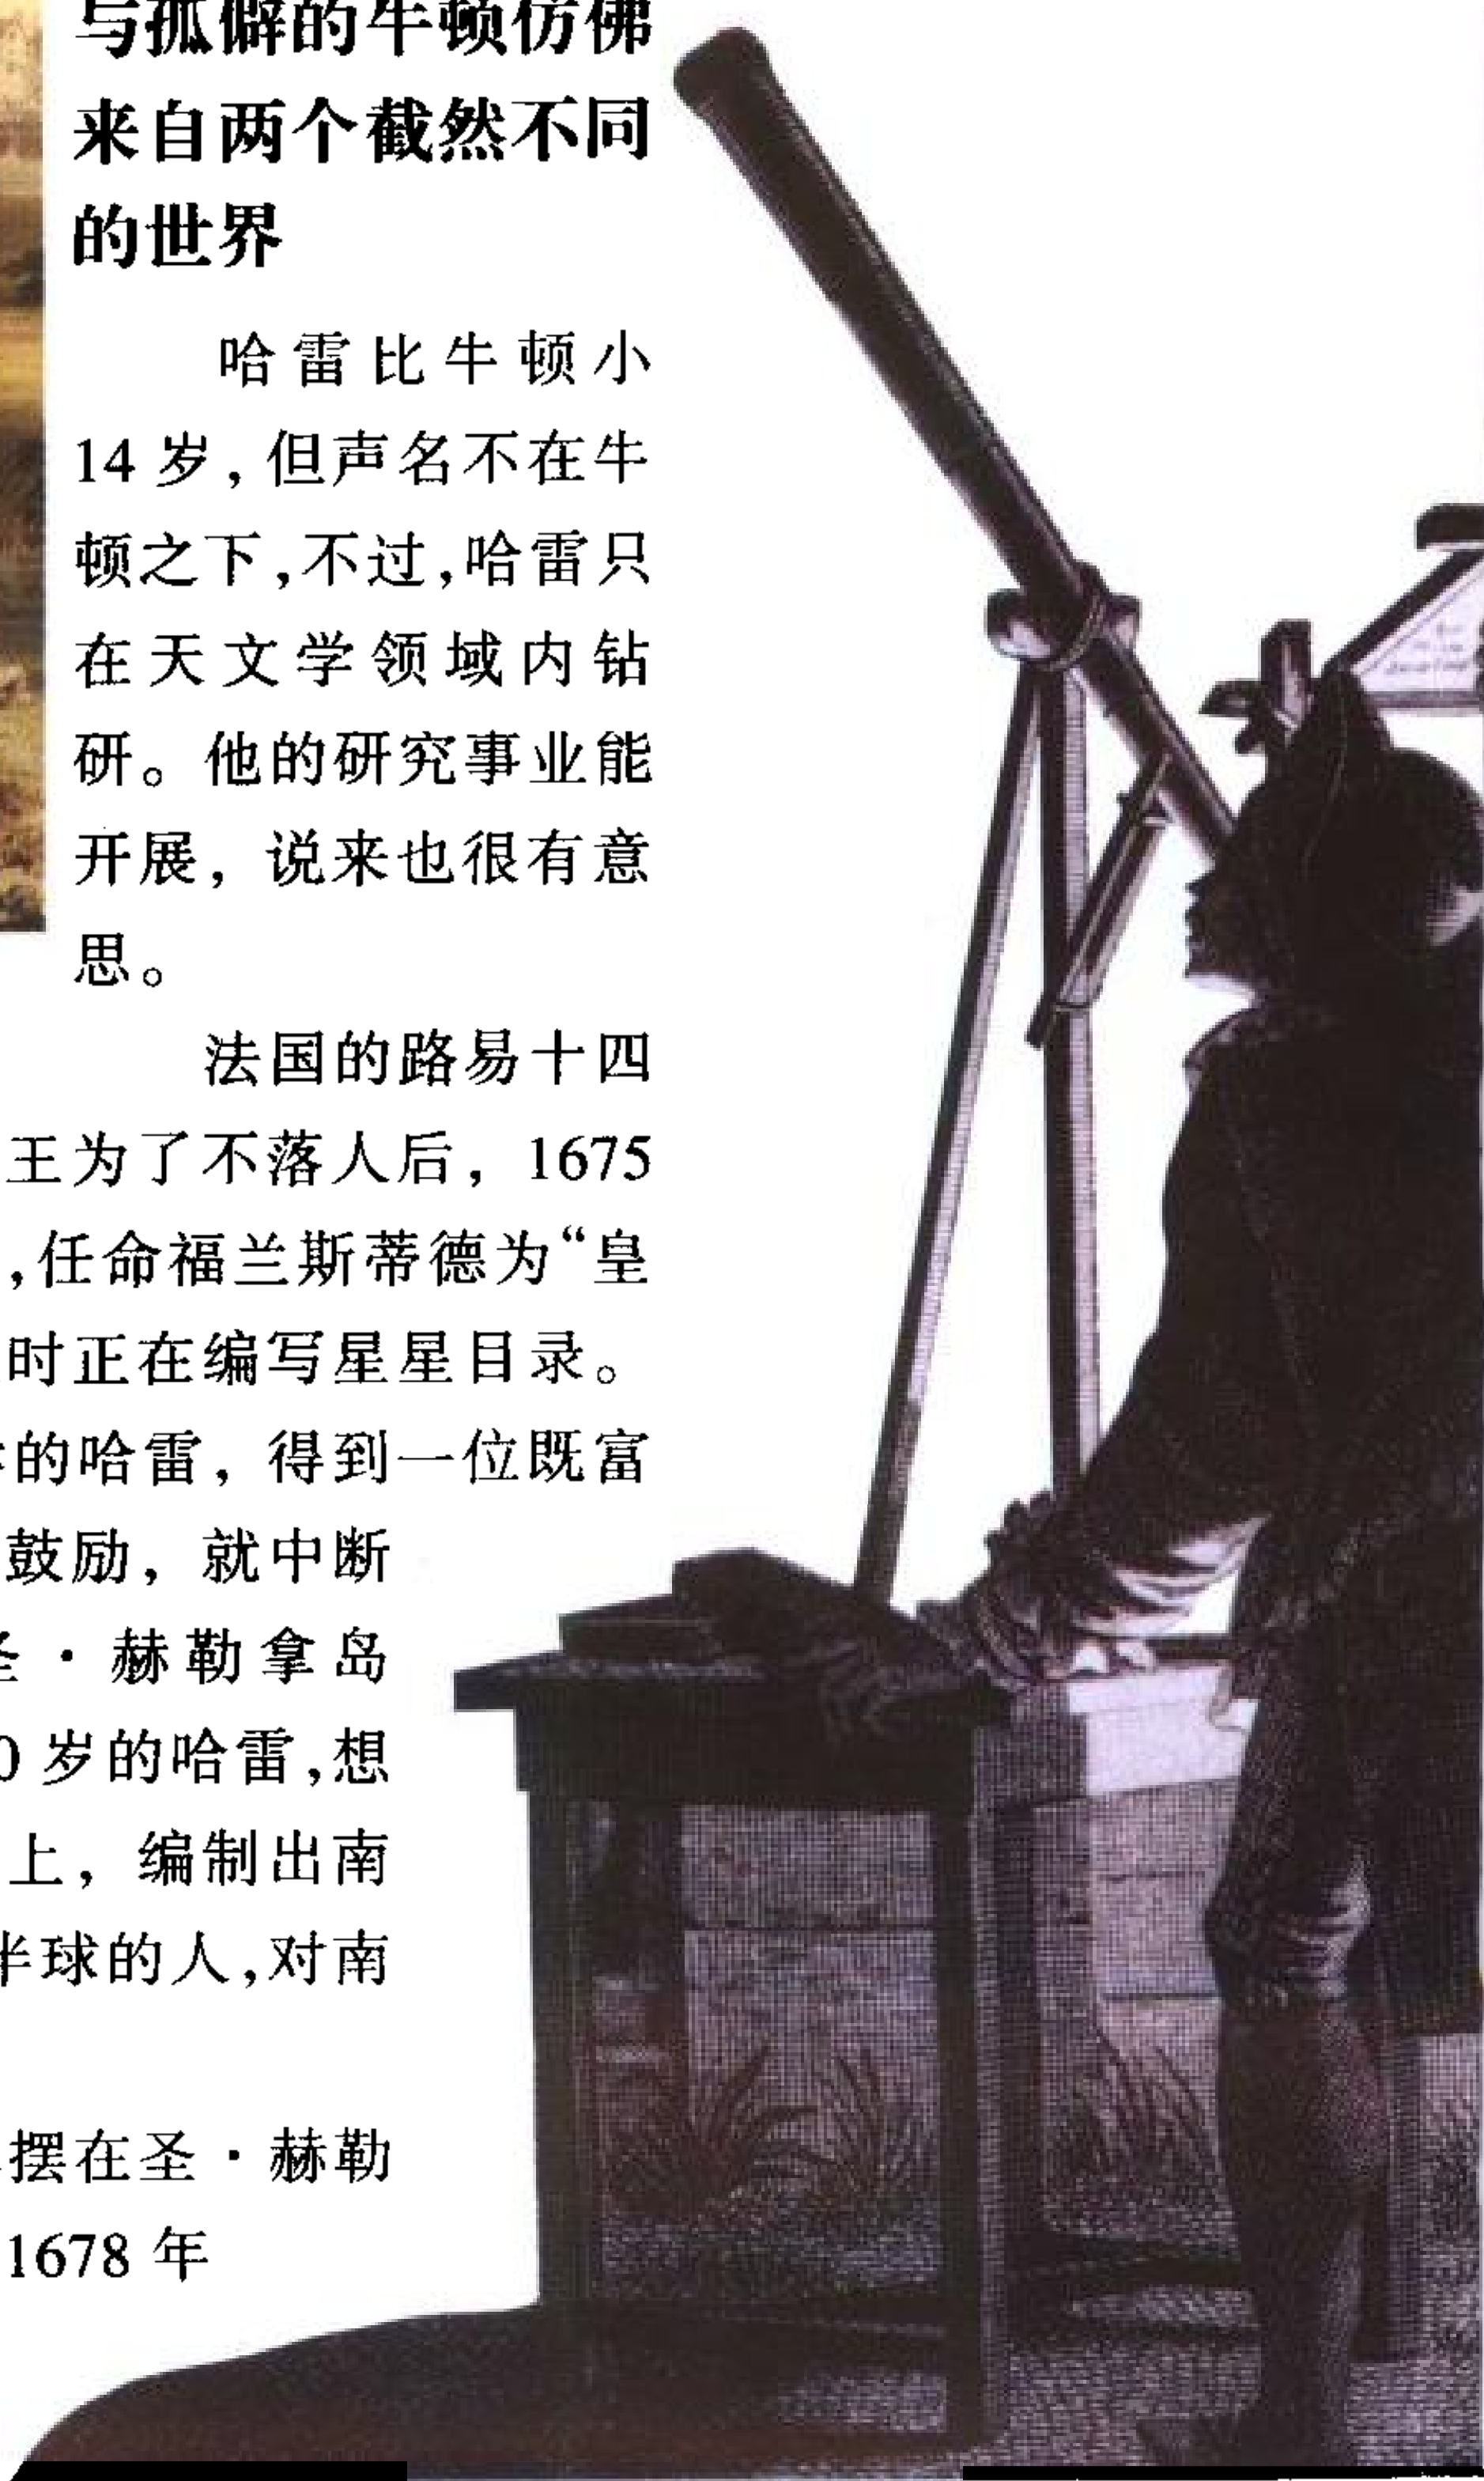 与孤僻的牛顿仿佛
来自两个截然不同
的世界
哈雷比牛顿小
14 岁，但声名不在牛
顿之下，不过，哈雷只
在天文学领域内钻
研。他的研究事业能
开展，说来也很有意
思。
法国的路易十四
王为了不落人后，1675
，任命福兰斯蒂德为“皇
时正在编写星星目录。
的哈雷，得到一位既富
鼓励，就中断
圣·赫勒拿岛
0 岁的哈雷，想
上，编制出南
半球的人，对南
摆在圣·赫勒
1678 年